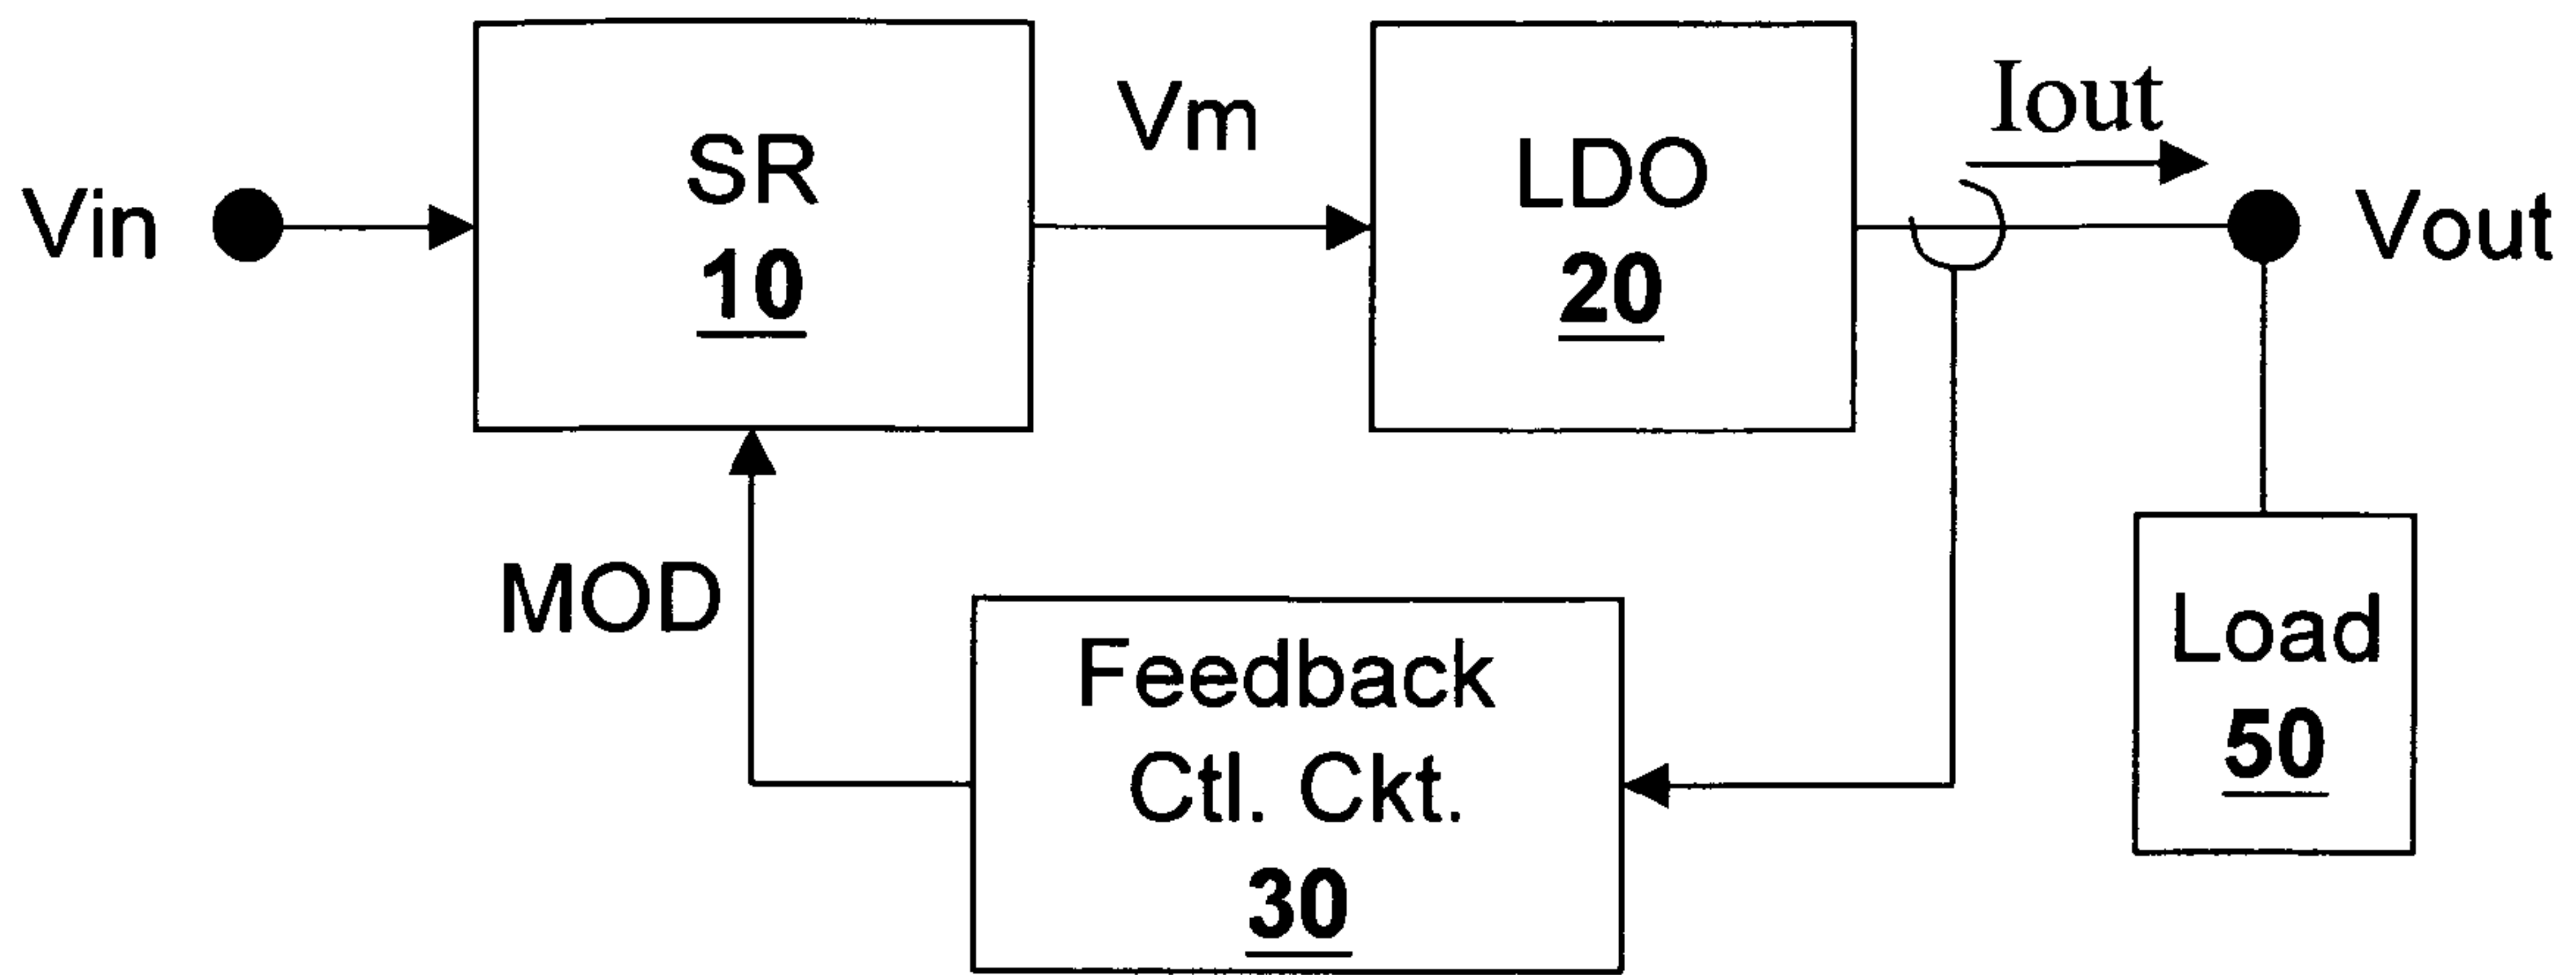 Vin
SR
10
Vm
LDO
20
Iout
Vout
MOD
Feedback
Ctl. Ckt.
30
Load
50